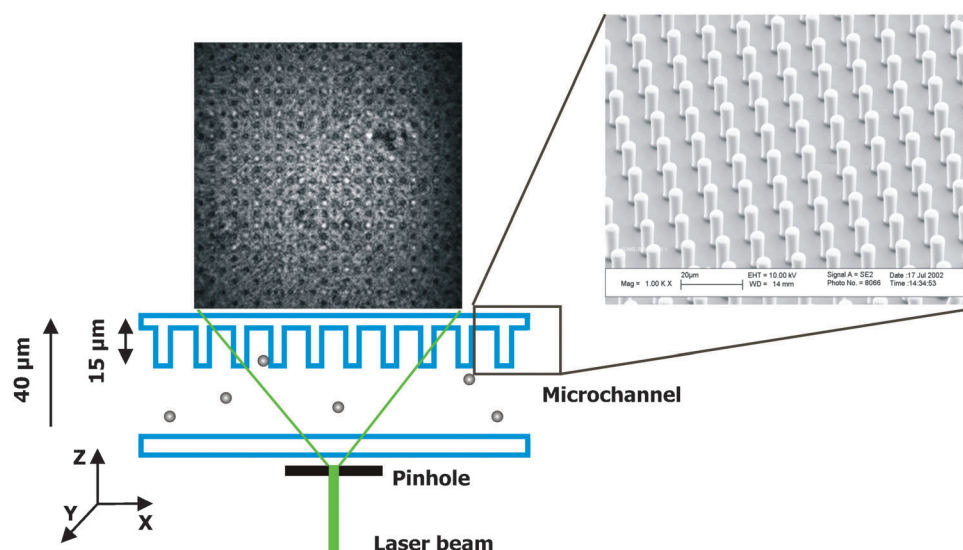 Mag = 1.00 K X
20µm
EHT = 10.00 kV
WD = 14 mm
Signal A = SE2
Photo No. = 8066
Date :17 Jul 2002
Time :14:34:53
40 µm
15 µm
Microchannel
Z
Y
X
Pinhole
Laser beam